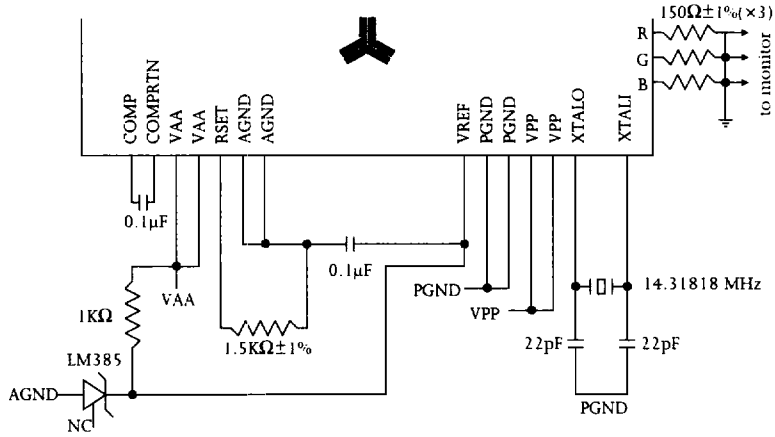 150Ω±1%(×3)
R
G
B
to monitor
COMP
COMPRTN
VAA
VAA
RSET
AGND
AGND
VREF
PGND
PGND
VPP
VPP
XTALO
XTALI
0.1µF
0.1µF
VAA
PGND
14.31818 MHz
VPP
1KΩ
1.5KΩ±1%
22pF
22pF
LM385
AGND
NC
PGND